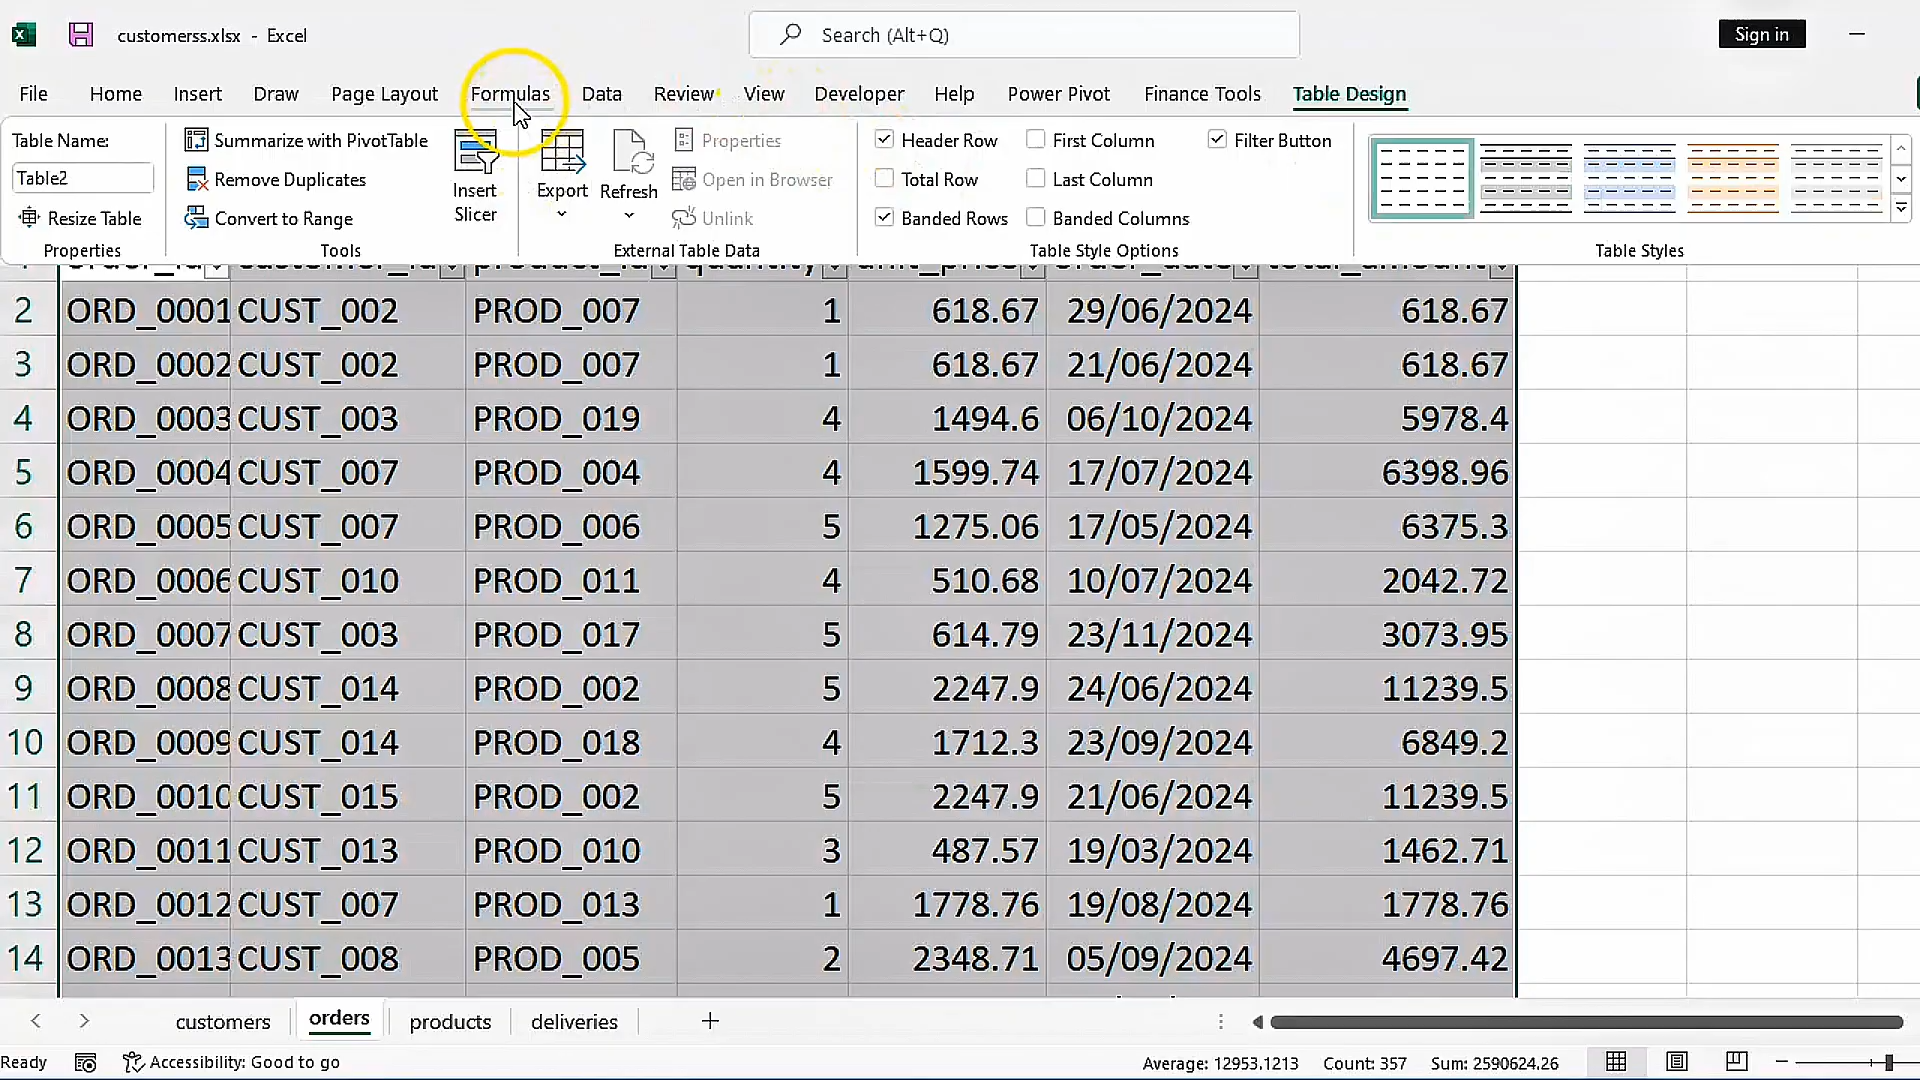 customerss.xlsx - Excel
Search (Alt+Q)
Sign in
File Home Insert Draw Page Layout Formulas Data Review View Developer Help Power Pivot Finance Tools Table Design
Table Name:
Table2
Resize Table
Properties
Summarize with PivotTable
Remove Duplicates
Convert to Range
Tools
Insert
Slicer
Export
Refresh
Properties
Open in Browser
Unlink
External Table Data
Header Row
Total Row
Banded Rows
First Column
Last Column
Banded Columns
Filter Button
Table Style Options
Table Styles
quantity
2 ORD_0001 CUST_002 PROD_007 1 618.67 29/06/2024 618.67
3 ORD_0002 CUST_002 PROD_007 1 618.67 21/06/2024 618.67
4 ORD_0003 CUST_003 PROD_019 4 1494.6 06/10/2024 5978.4
5 ORD_0004 CUST_007 PROD_004 4 1599.74 17/07/2024 6398.96
6 ORD_0005 CUST_007 PROD_006 5 1275.06 17/05/2024 6375.3
7 ORD_0006 CUST_010 PROD_011 4 510.68 10/07/2024 2042.72
8 ORD_0007 CUST_003 PROD_017 5 614.79 23/11/2024 3073.95
9 ORD_0008 CUST_014 PROD_002 5 2247.9 24/06/2024 11239.5
10 ORD_0009 CUST_014 PROD_018 4 1712.3 23/09/2024 6849.2
11 ORD_0010 CUST_015 PROD_002 5 2247.9 21/06/2024 11239.5
12 ORD_0011 CUST_013 PROD_010 3 487.57 19/03/2024 1462.71
13 ORD_0012 CUST_007 PROD_013 1 1778.76 19/08/2024 1778.76
14 ORD_0013 CUST_008 PROD_005 2 2348.71 05/09/2024 4697.42
customers orders products deliveries
Ready
Accessibility: Good to go
Average: 12953.1213 Count: 357 Sum: 2590624.26